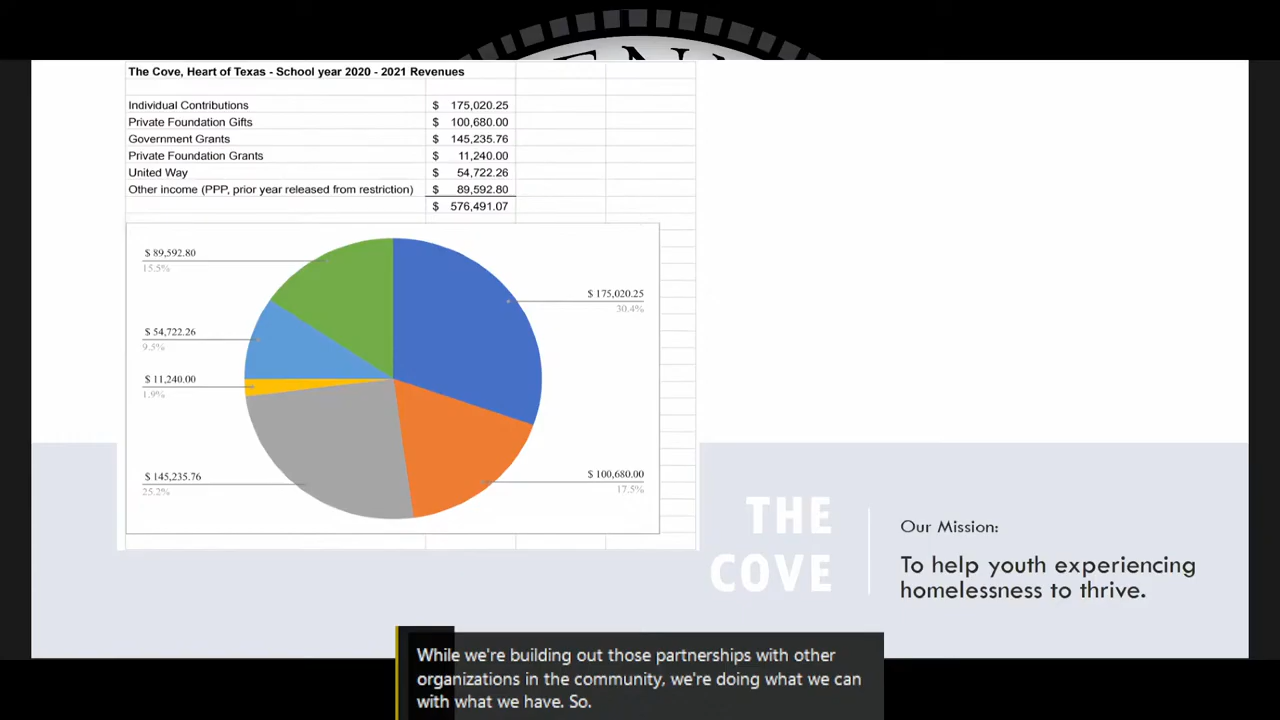 The Cove, Heart of Texas - School year 2020 - 2021 Revenues
Individual Contributions $ 175,020.25
Private Foundation Gifts $ 100,680.00
Government Grants $ 145,235.76
Private Foundation Grants $ 11,240.00
United Way $ 54,722.26
Other income (PPP, prior year released from restriction) $ 89,592.80
$ 576,491.07
$ 89,592.80
15.5%
$ 175,020.25
30.4%
$ 54,722.26
9.5%
$ 11,240.00
1.9%
$ 145,235.76
25.2%
$ 100,680.00
17.5%
THE
COVE
Our Mission:
To help youth experiencing
homelessness to thrive.
While we're building out those partnerships with other
organizations in the community, we're doing what we can
with what we have. So.